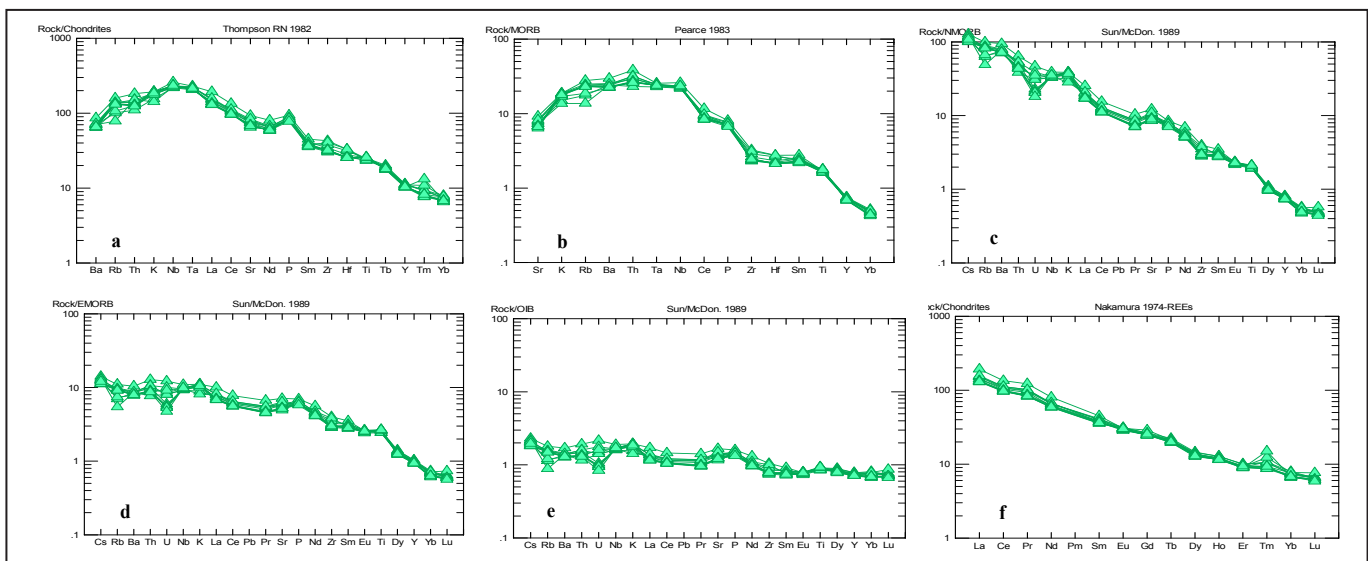 Rock/Chondrites Thompson RN 1982
1000
100
10
1
a
Ba Rb Th K Nb Ta La Ce Sr Nd P Sm Zr Hf Ti Tb Y Tm Yb
Rock/MORB Pearce 1983
100
10
1
.1
b
Sr K Rb Ba Th Ta Nb Ce P Zr Hf Sm Ti Y Yb
Rock/NMORB Sun/McDon. 1989
100
10
1
.1
c
Cs Rb Ba Th U Nb K La Ce Pb Pr Sr P Nd Zr Sm Eu Ti Dy Y Yb Lu
Rock/EMORB Sun/McDon. 1989
100
10
1
.1
d
Cs Rb Ba Th U Nb K La Ce Pb Pr Sr P Nd Zr Sm Eu Ti Dy Y Yb Lu
Rock/OIB Sun/McDon. 1989
100
10
1
.1
e
Cs Rb Ba Th U Nb K La Ce Pb Pr Sr P Nd Zr Sm Eu Ti Dy Y Yb Lu
ock/Chondrites Nakamura 1974-REEs
1000
100
10
1
f
La Ce Pr Nd Pm Sm Eu Gd Tb Dy Ho Er Tm Yb Lu